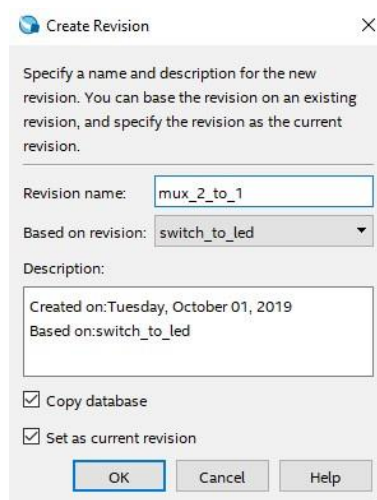 Create Revision
Specify a name and description for the new
revision. You can base the revision on an existing
revision, and specify the revision as the current
revision.
Revision name: mux_2_to_1
Based on revision: switch_to_led
Description:
Created on:Tuesday, October 01, 2019
Based on:switch_to_led
Copy database
Set as current revision
OK Cancel Help